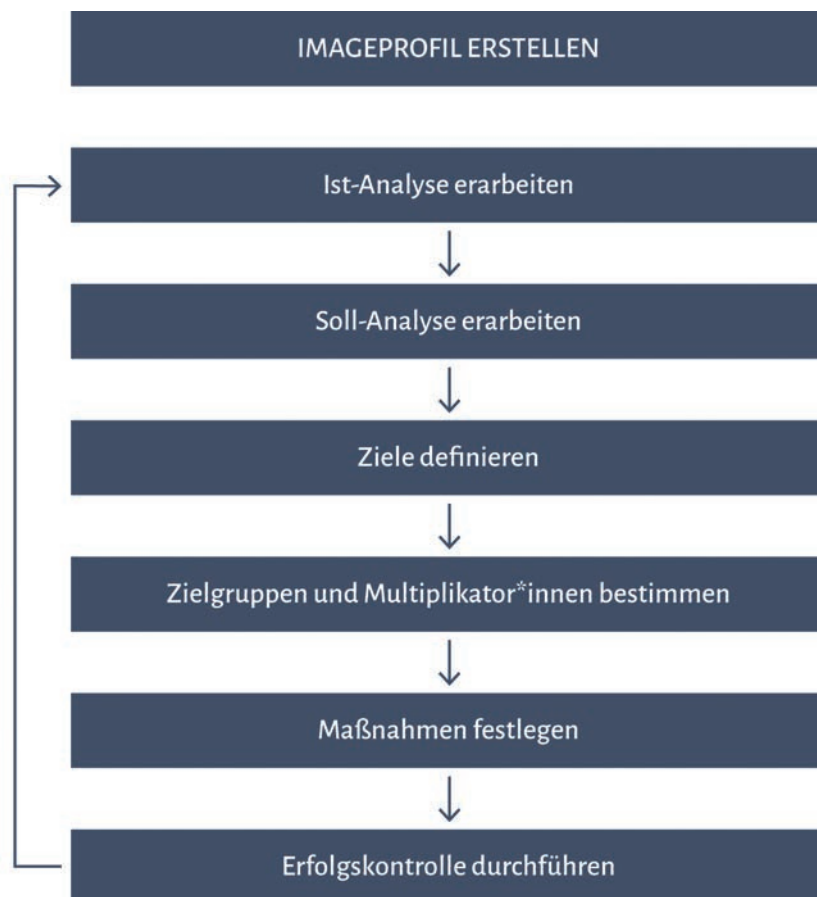 IMAGEPROFIL ERSTELLEN
Ist-Analyse erarbeiten
Soll-Analyse erarbeiten
Ziele definieren
Zielgruppen und Multiplikator*innen bestimmen
Maßnahmen festlegen
Erfolgskontrolle durchführen